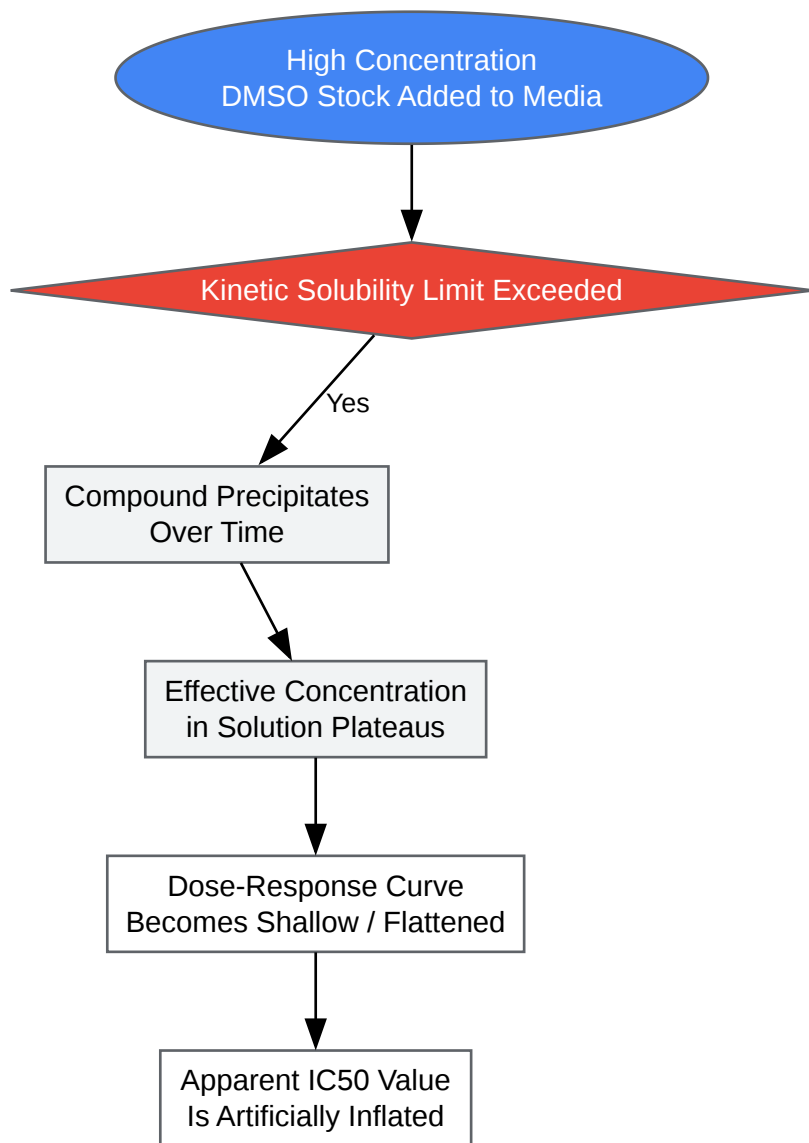 High Concentration
DMSO Stock Added to Media
Kinetic Solubility Limit Exceeded
Yes
Compound Precipitates
Over Time
Effective Concentration
in Solution Plateaus
Dose-Response Curve
Becomes Shallow / Flattened
Apparent IC50 Value
Is Artificially Inflated